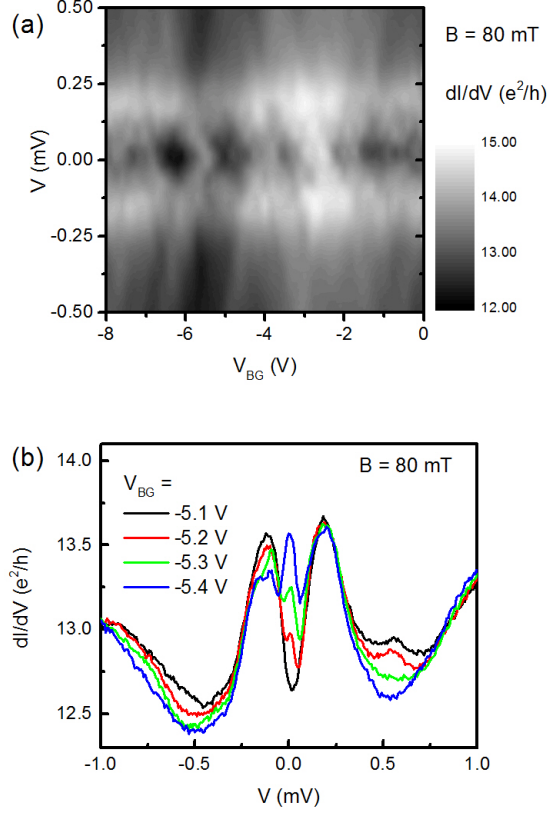 (a)
B = 80 mT
dI/dV (e²/h)
0.50
0.25
0.00
-0.25
-0.50
V (mV)
-8 -6 -4 -2 0
V_BG (V)
15.00
14.00
13.00
12.00
(b)
B = 80 mT
V_BG =
-5.1 V
-5.2 V
-5.3 V
-5.4 V
14.0
13.5
13.0
12.5
dI/dV (e²/h)
-1.0 -0.5 0.0 0.5 1.0
V (mV)